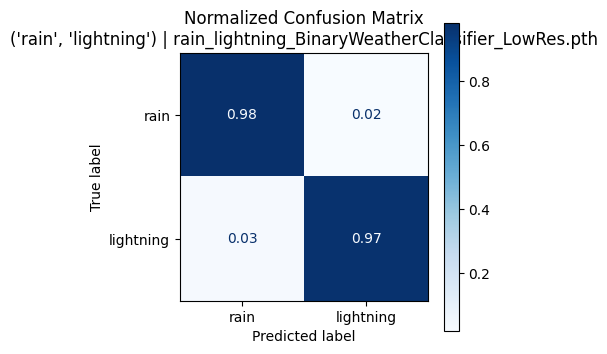 Normalized Confusion Matrix
('rain', 'lightning') | rain_lightning_BinaryWeatherClassifier_LowRes.pth
True label
rain
0.98
0.02
lightning
0.03
0.97
rain
lightning
Predicted label
0.8
0.6
0.4
0.2